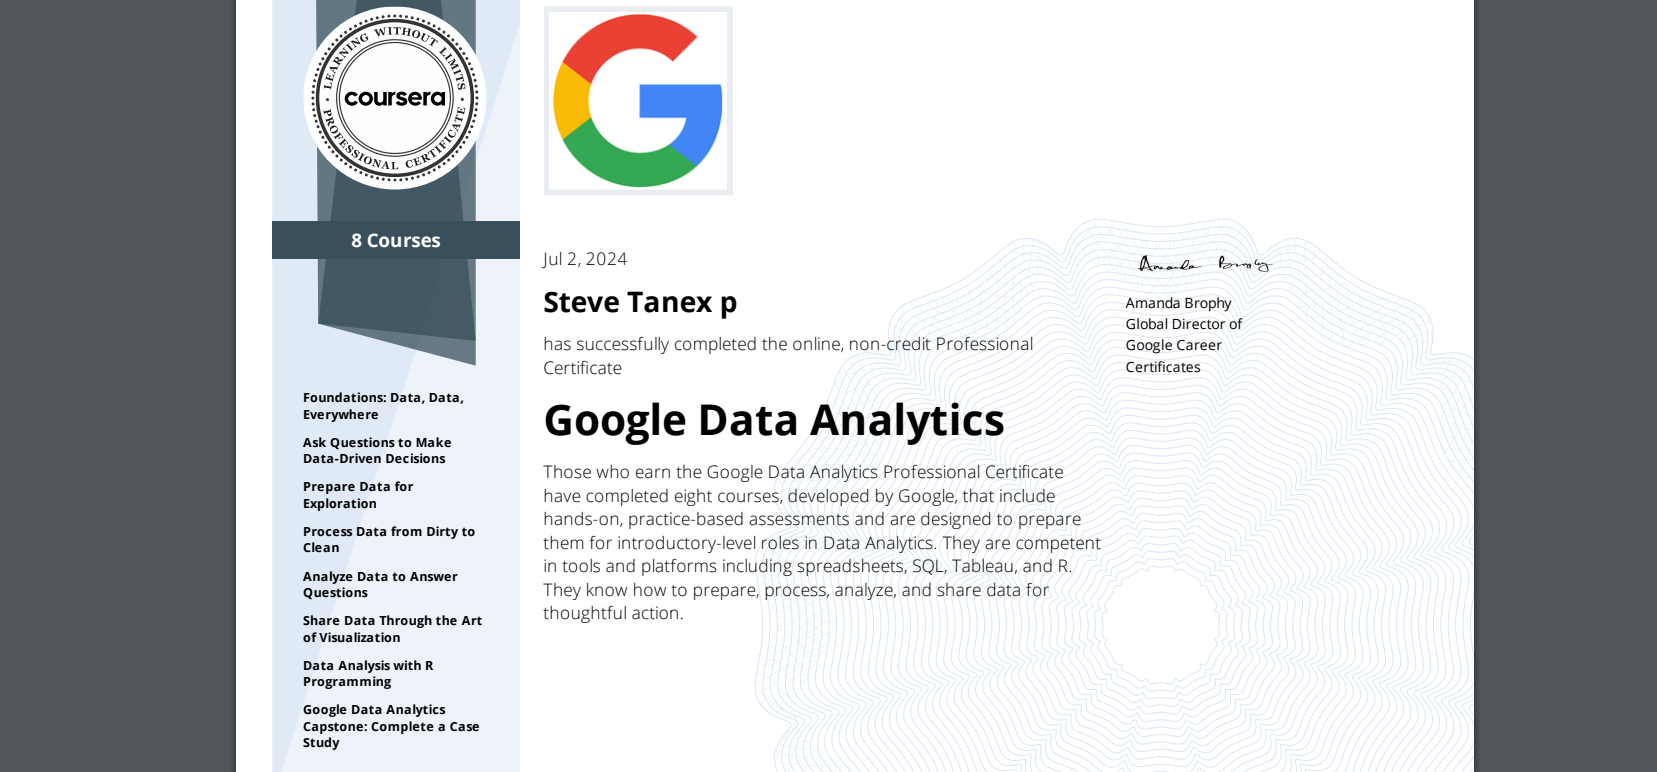 LEARNING WITHOUT LIMITS
coursera
PROFESSIONAL CERTIFICATE
8 Courses
Foundations: Data, Data,
Everywhere
Ask Questions to Make
Data-Driven Decisions
Prepare Data for
Exploration
Process Data from Dirty to
Clean
Analyze Data to Answer
Questions
Share Data Through the Art
of Visualization
Data Analysis with R
Programming
Google Data Analytics
Capstone: Complete a Case
Study
G
Jul 2, 2024
Steve Tanex p
has successfully completed the online, non-credit Professional
Certificate
Google Data Analytics
Those who earn the Google Data Analytics Professional Certificate
have completed eight courses, developed by Google, that include
hands-on, practice-based assessments and are designed to prepare
them for introductory-level roles in Data Analytics. They are competent
in tools and platforms including spreadsheets, SQL, Tableau, and R.
They know how to prepare, process, analyze, and share data for
thoughtful action.
Amanda Brophy
Amanda Brophy
Global Director of
Google Career
Certificates